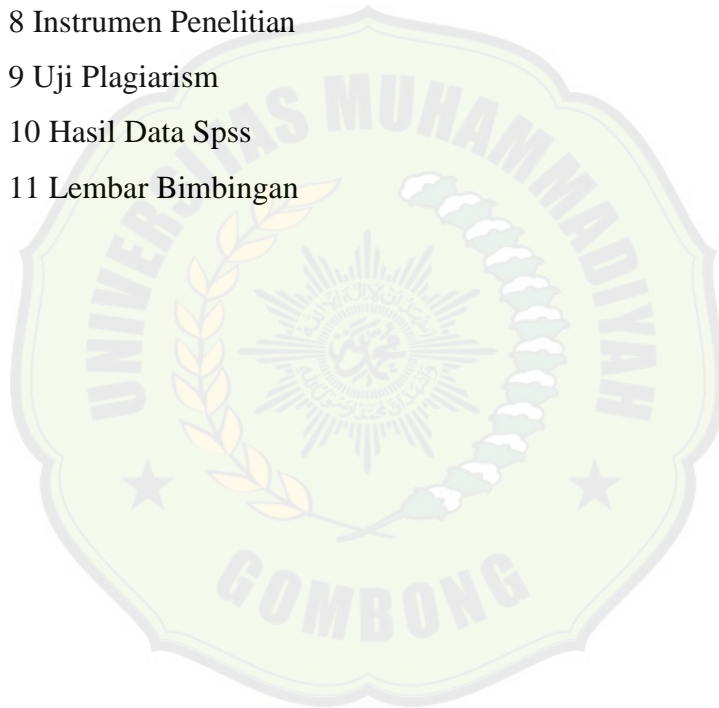 8 Instrumen Penelitian
9 Uji Plagiarism
10 Hasil Data Spss
11 Lembar Bimbingan
UNIVERSITAS MUHAMMADIYAH
GOMBONG